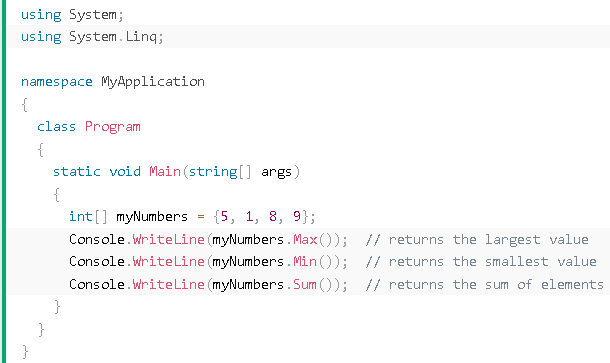 using System;
using System.Linq;

namespace MyApplication
{
  class Program
  {
    static void Main(string[] args)
    {
      int[] myNumbers = {5, 1, 8, 9};
      Console.WriteLine(myNumbers.Max());  // returns the largest value
      Console.WriteLine(myNumbers.Min());  // returns the smallest value
      Console.WriteLine(myNumbers.Sum());  // returns the sum of elements
    }
  }
}